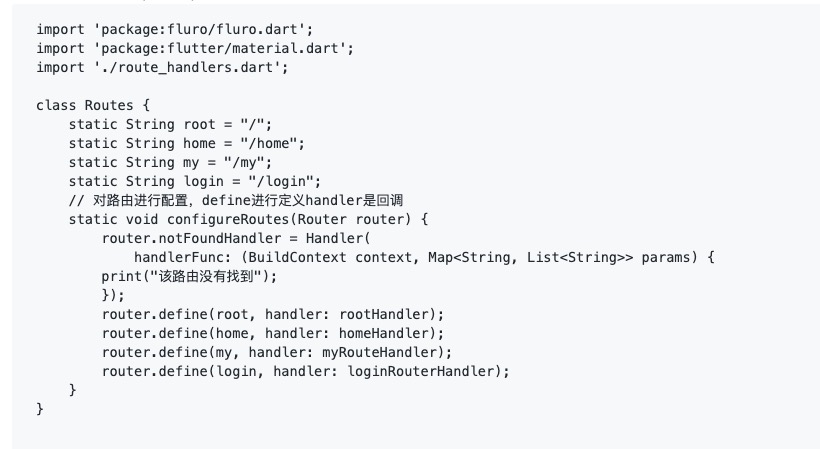 import 'package:fluro/fluro.dart';
import 'package:flutter/material.dart';
import './route_handlers.dart';

class Routes {
    static String root = "/";
    static String home = "/home";
    static String my = "/my";
    static String login = "/login";
    // 对路由进行配置，define进行定义handler是回调
    static void configureRoutes(Router router) {
        router.notFoundHandler = Handler(
            handlerFunc: (BuildContext context, Map<String, List<String>> params) {
        print("该路由没有找到");
        });
        router.define(root, handler: rootHandler);
        router.define(home, handler: homeHandler);
        router.define(my, handler: myRouteHandler);
        router.define(login, handler: loginRouterHandler);
    }
}